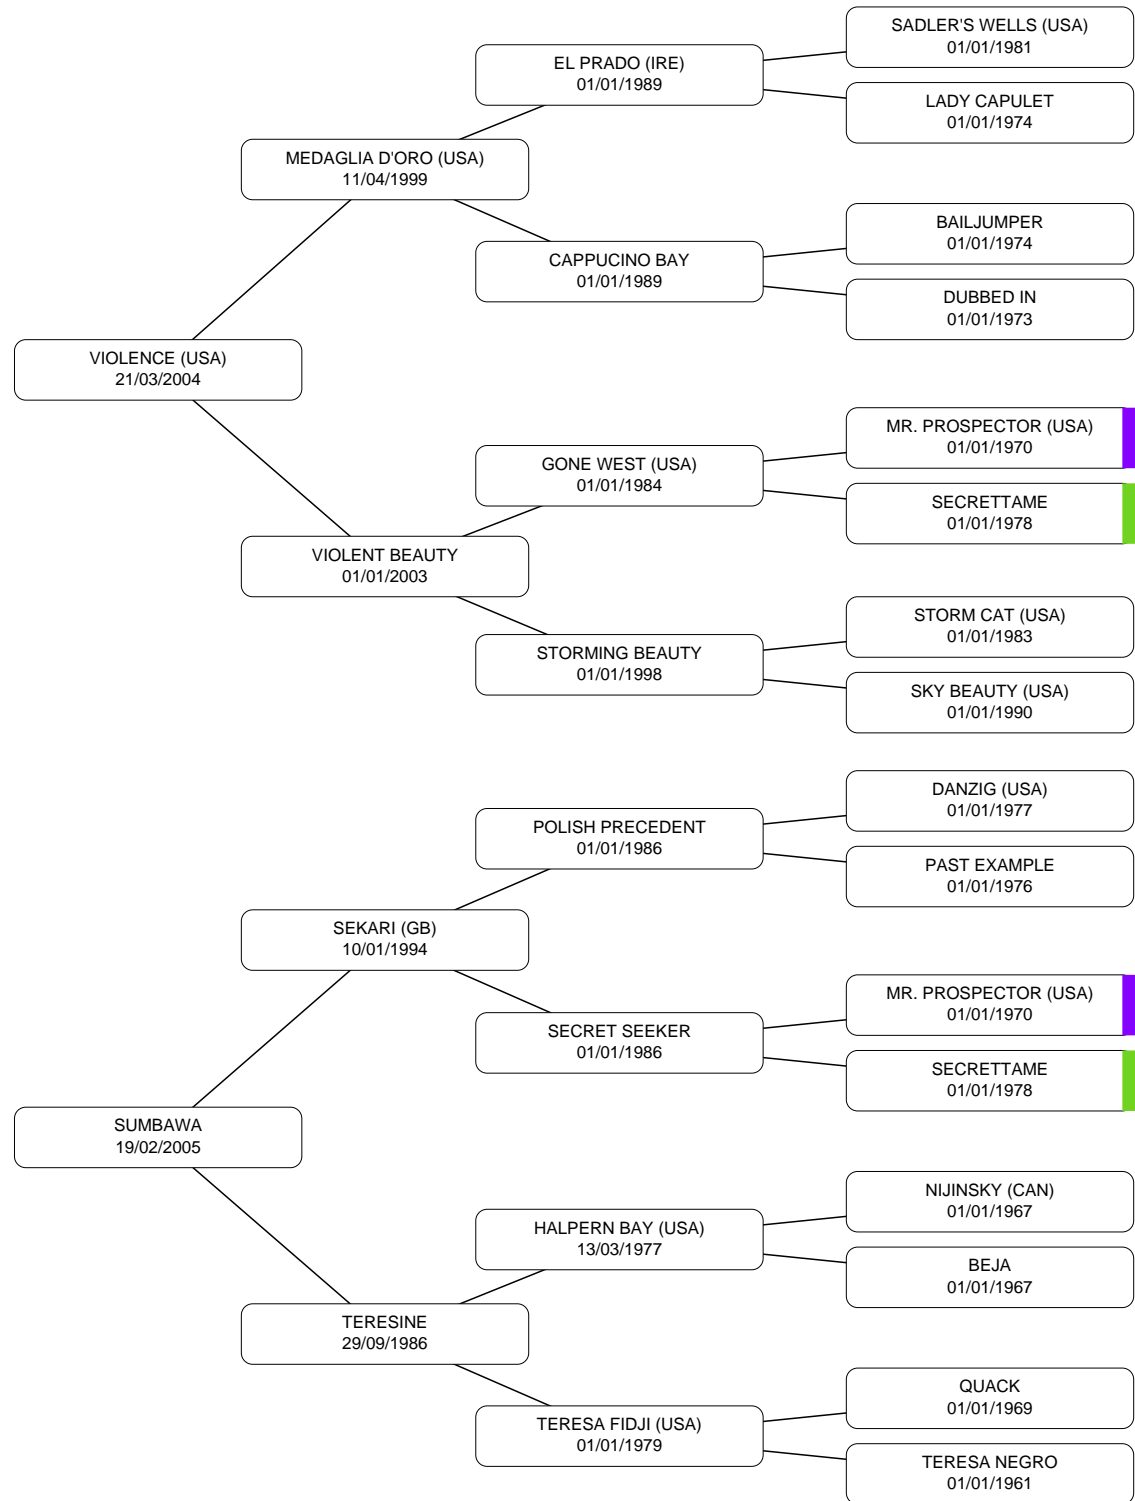 SADLER'S WELLS (USA)
01/01/1981
EL PRADO (IRE)
01/01/1989
LADY CAPULET
01/01/1974
MEDAGLIA D'ORO (USA)
11/04/1999
BAILJUMPER
01/01/1974
CAPPUCINO BAY
01/01/1989
DUBBED IN
01/01/1973
VIOLENCE (USA)
21/03/2004
MR. PROSPECTOR (USA)
01/01/1970
GONE WEST (USA)
01/01/1984
SECRETTAME
01/01/1978
VIOLENT BEAUTY
01/01/2003
STORM CAT (USA)
01/01/1983
STORMING BEAUTY
01/01/1998
SKY BEAUTY (USA)
01/01/1990
DANZIG (USA)
01/01/1977
POLISH PRECEDENT
01/01/1986
PAST EXAMPLE
01/01/1976
SEKARI (GB)
10/01/1994
MR. PROSPECTOR (USA)
01/01/1970
SECRET SEEKER
01/01/1986
SECRETTAME
01/01/1978
SUMBAWA
19/02/2005
NIJINSKY (CAN)
01/01/1967
HALPERN BAY (USA)
13/03/1977
BEJA
01/01/1967
TERESINE
29/09/1986
QUACK
01/01/1969
TERESA FIDJI (USA)
01/01/1979
TERESA NEGRO
01/01/1961